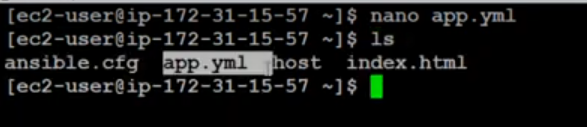 [ec2-user@ip-172-31-15-57 ~]$ nano app.yml
[ec2-user@ip-172-31-15-57 ~]$ ls
ansible.cfg app.yml host index.html
[ec2-user@ip-172-31-15-57 ~]$